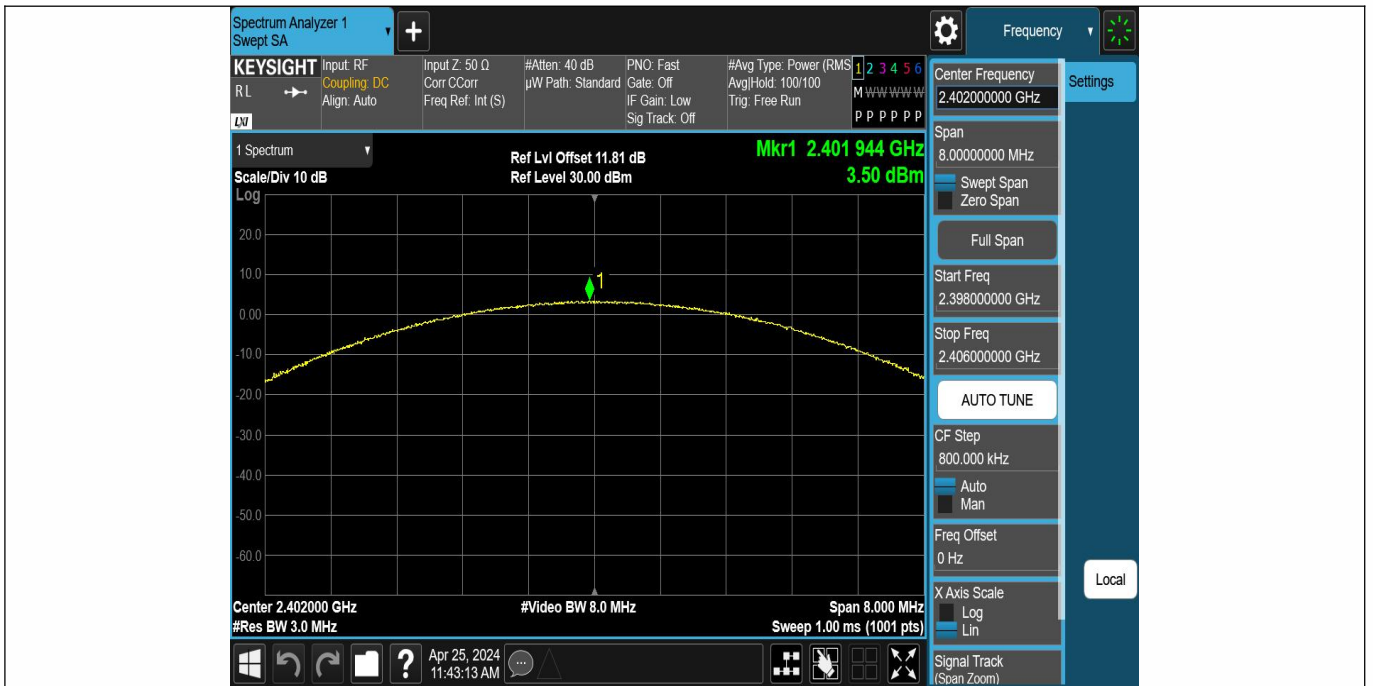 Spectrum Analyzer 1
Swept SA
+
Frequency
KEYSIGHT
RL
LXI
Input: RF
Coupling: DC
Align: Auto
Input Z: 50 Ω
Corr CCorr
Freq Ref: Int (S)
#Atten: 40 dB
µW Path: Standard
PNO: Fast
Gate: Off
IF Gain: Low
Sig Track: Off
#Avg Type: Power (RMS
Avg|Hold: 100/100
Trig: Free Run
1 2 3 4 5 6
M W W W W W
P P P P P P
1 Spectrum
Scale/Div 10 dB
Log
Ref Lvl Offset 11.81 dB
Ref Level 30.00 dBm
Mkr1 2.401 944 GHz
3.50 dBm
20.0
10.0
0.00
-10.0
-20.0
-30.0
-40.0
-50.0
-60.0
1
Center 2.402000 GHz
#Res BW 3.0 MHz
#Video BW 8.0 MHz
Span 8.000 MHz
Sweep 1.00 ms (1001 pts)
Center Frequency
2.402000000 GHz
Span
8.00000000 MHz
Swept Span
Zero Span
Full Span
Start Freq
2.398000000 GHz
Stop Freq
2.406000000 GHz
AUTO TUNE
CF Step
800.000 kHz
Auto
Man
Freq Offset
0 Hz
X Axis Scale
Log
Lin
Signal Track
(Span Zoom)
Settings
Local
?
Apr 25, 2024
11:43:13 AM